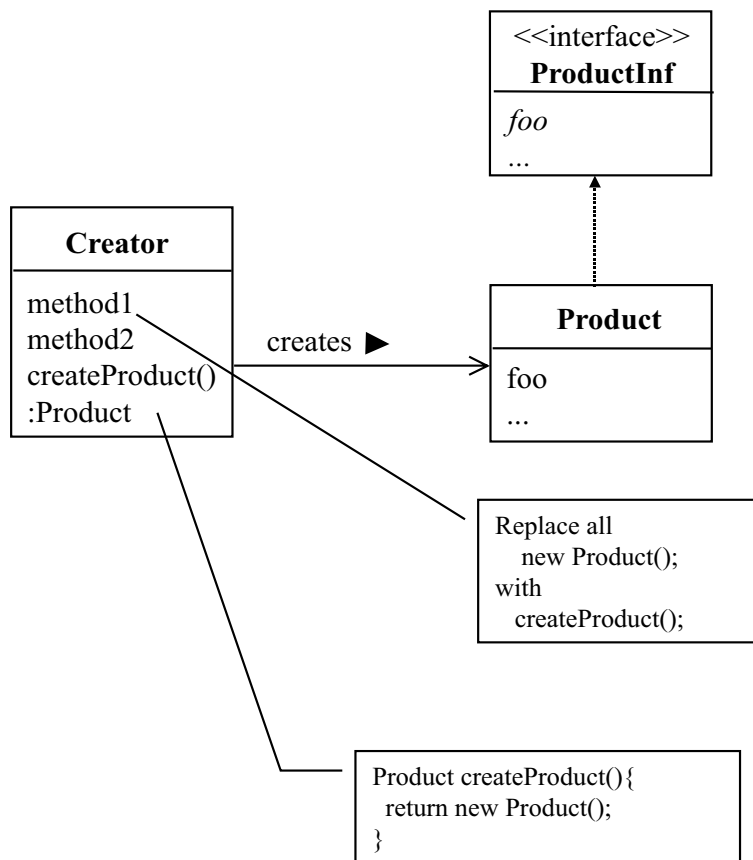 <<interface>>
ProductInf
foo
...
Creator
method1
method2
createProduct()
:Product
creates ►
Product
foo
...
Replace all
new Product();
with
createProduct();
Product createProduct(){
return new Product();
}